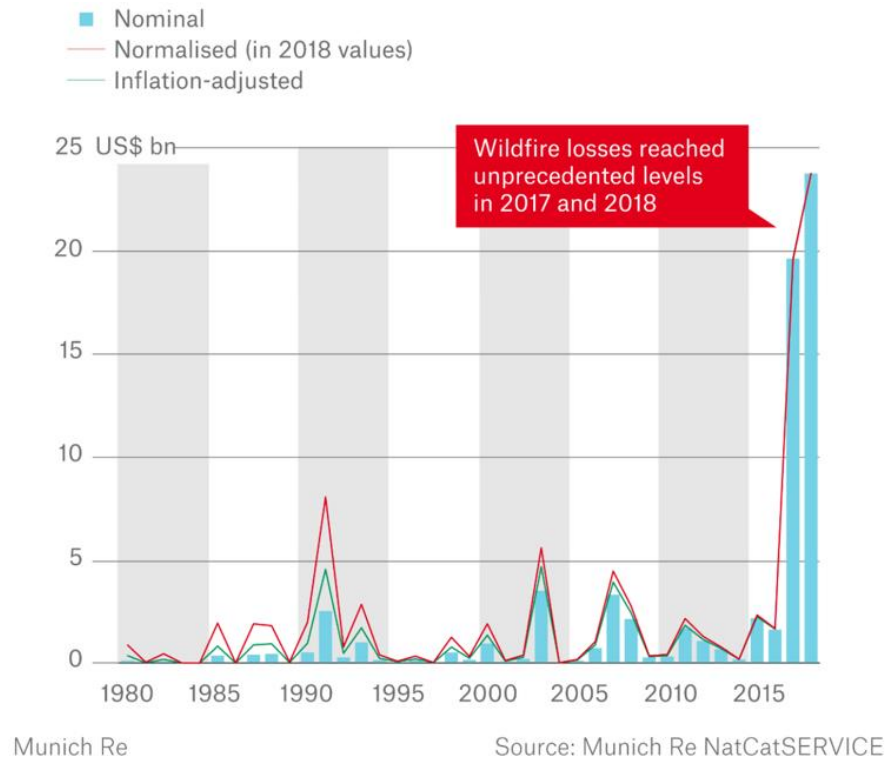 Nominal
Normalised (in 2018 values)
Inflation-adjusted
25 US$ bn
Wildfire losses reached
unprecedented levels
in 2017 and 2018
20
15
10
5
0
1980 1985 1990 1995 2000 2005 2010 2015
Munich Re Source: Munich Re NatCatSERVICE